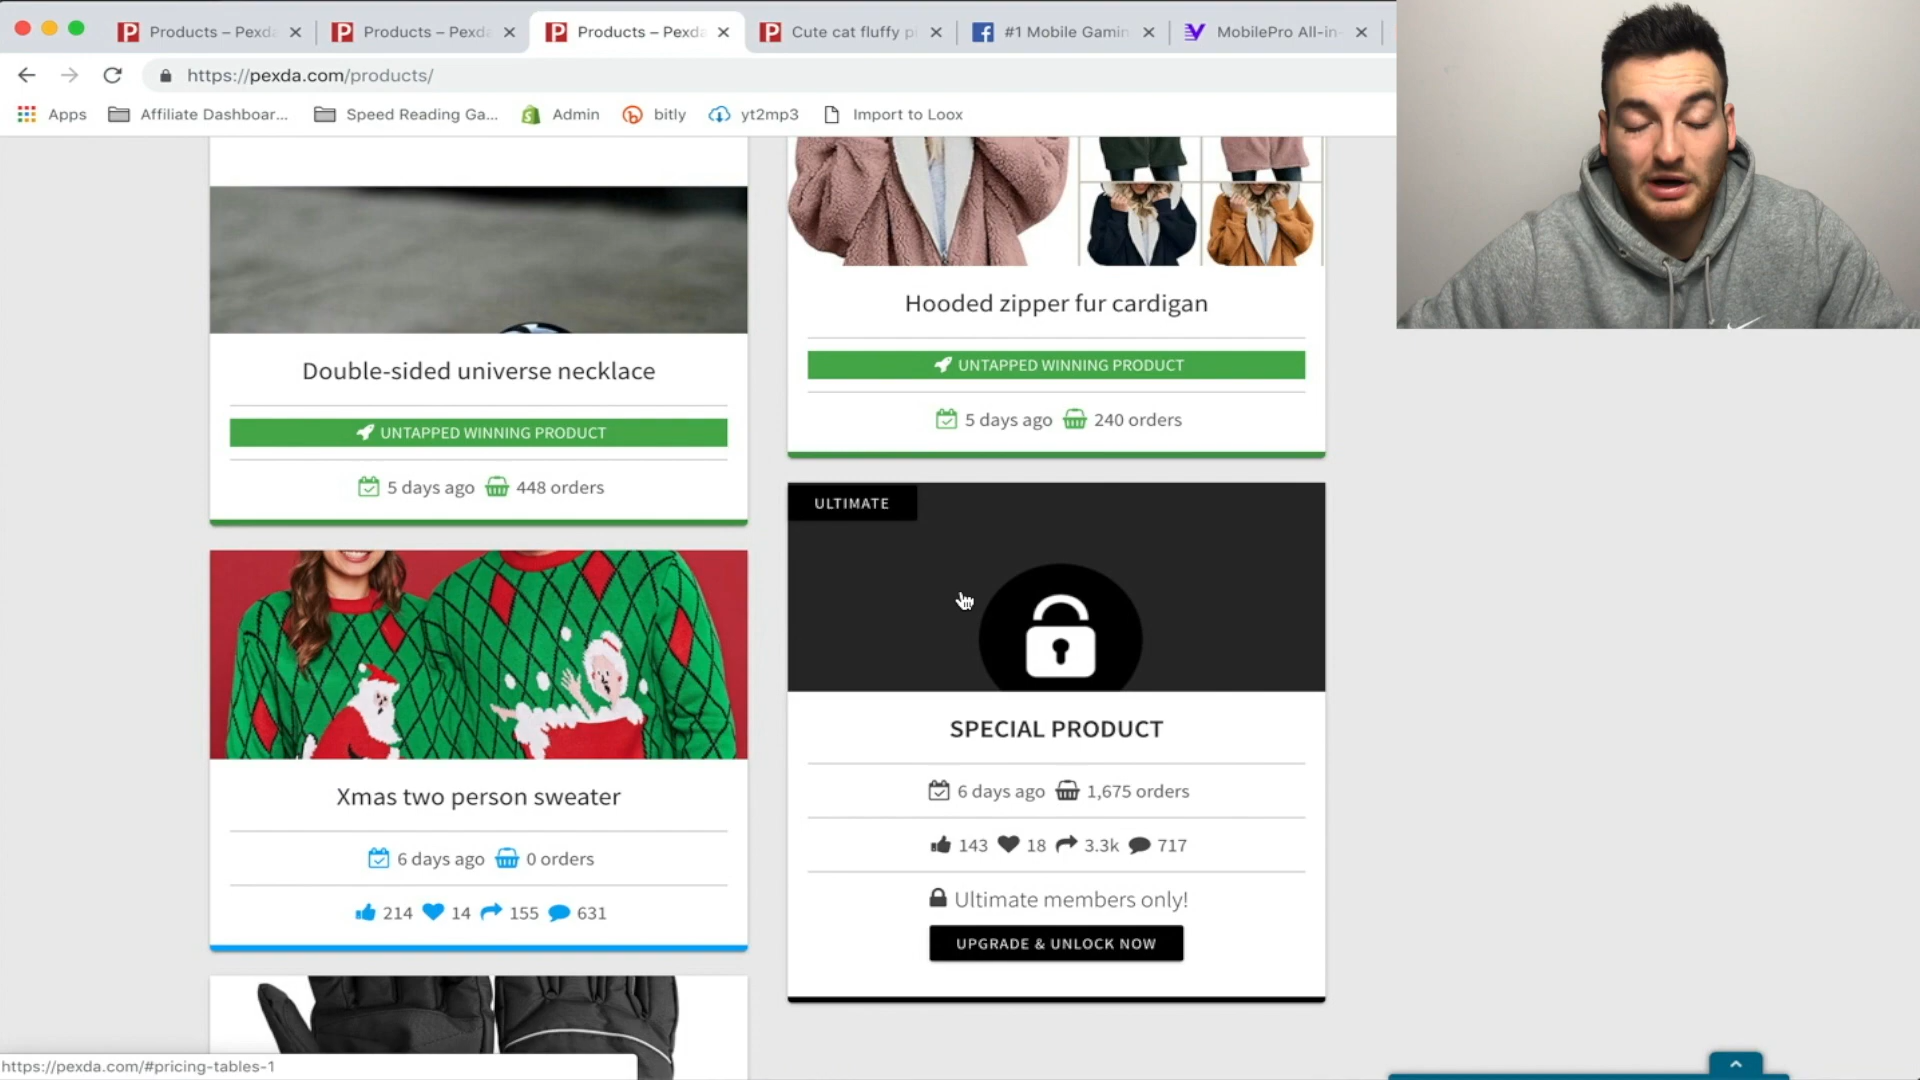 Products – Pexda
Products – Pexda
Products – Pexda
Cute cat fluffy pi
#1 Mobile Gamin
MobilePro All-in-
https://pexda.com/products/
Apps
Affiliate Dashboar...
Speed Reading Ga...
Admin
bitly
yt2mp3
Import to Loox
Double-sided universe necklace
UNTAPPED WINNING PRODUCT
5 days ago 448 orders
Xmas two person sweater
6 days ago 0 orders
214 14 155 631
Hooded zipper fur cardigan
UNTAPPED WINNING PRODUCT
5 days ago 240 orders
ULTIMATE
SPECIAL PRODUCT
6 days ago 1,675 orders
143 18 3.3k 717
Ultimate members only!
UPGRADE & UNLOCK NOW
https://pexda.com/#pricing-tables-1